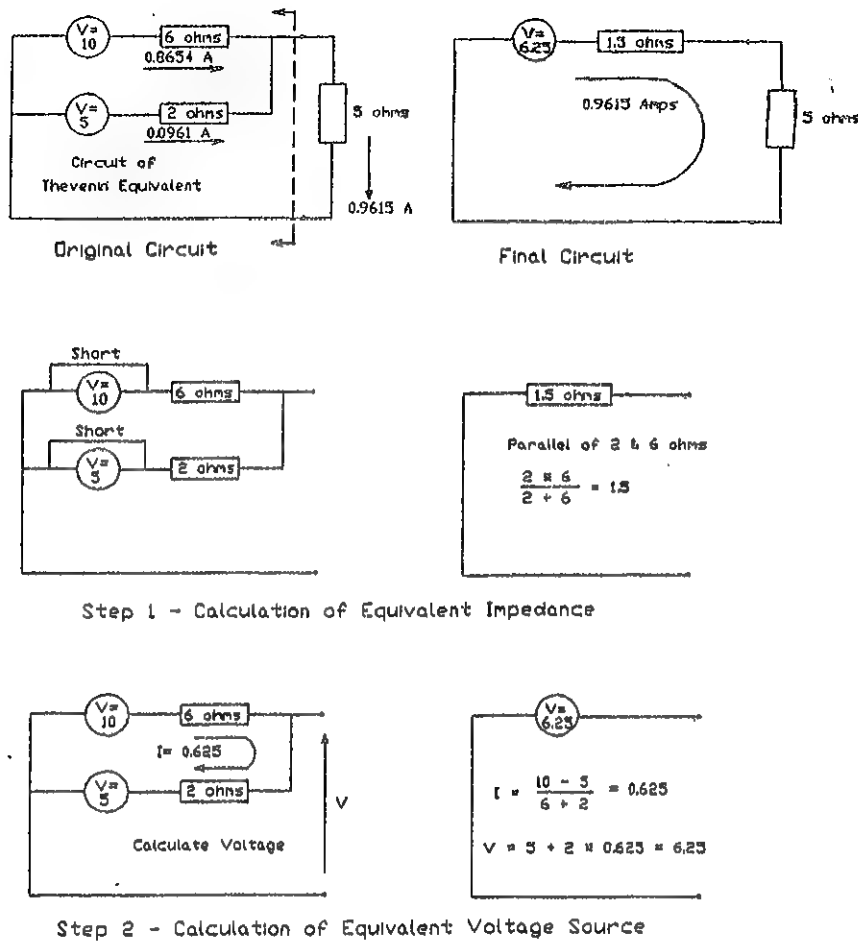 V=
10
6 ohms
0.8654 A
V=
5
2 ohms
0.0961 A
Circuit of
Thevenin Equivalent
5 ohms
0.9615 A
Original Circuit
V=
6.25
1.5 ohms
0.9615 Amps
5 ohms
Final Circuit
Short
V=
10
6 ohms
Short
V=
5
2 ohms
1.5 ohms
Parallel of 2 & 6 ohms
2 * 6
2 + 6
= 1.5
Step 1 - Calculation of Equivalent Impedance
V=
10
6 ohms
I= 0.625
V=
5
2 ohms
V
Calculate Voltage
V=
6.25
I = 10 - 5
6 + 2
= 0.625
V = 5 + 2 * 0.625 = 6.25
Step 2 - Calculation of Equivalent Voltage Source